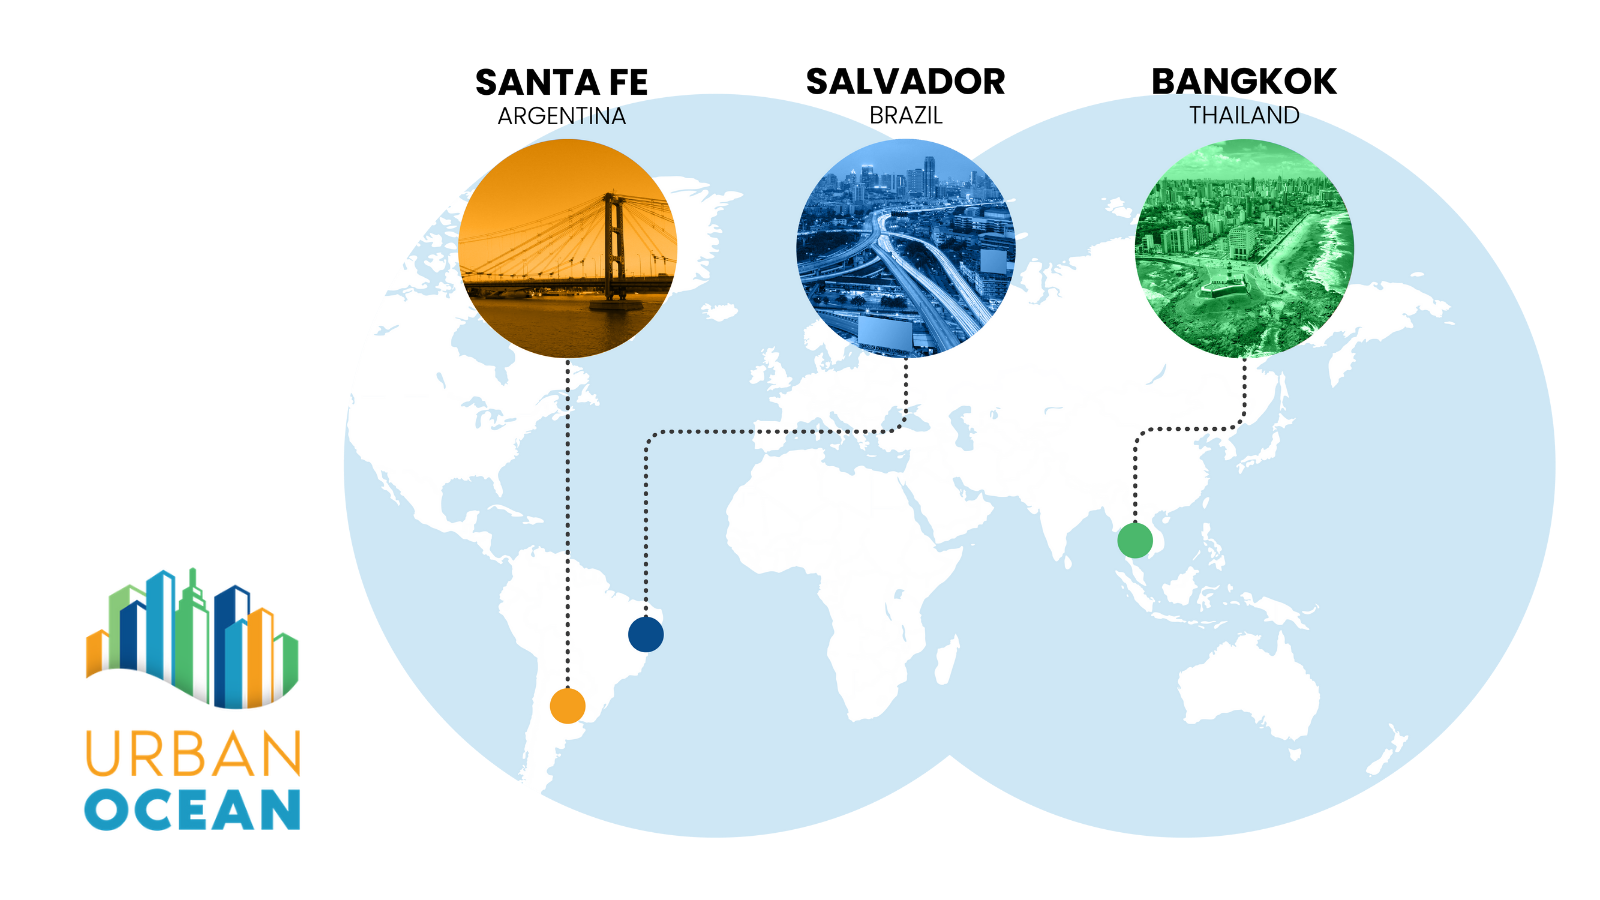 SANTA FE
ARGENTINA
SALVADOR
BRAZIL
BANGKOK
THAILAND
URBAN
OCEAN